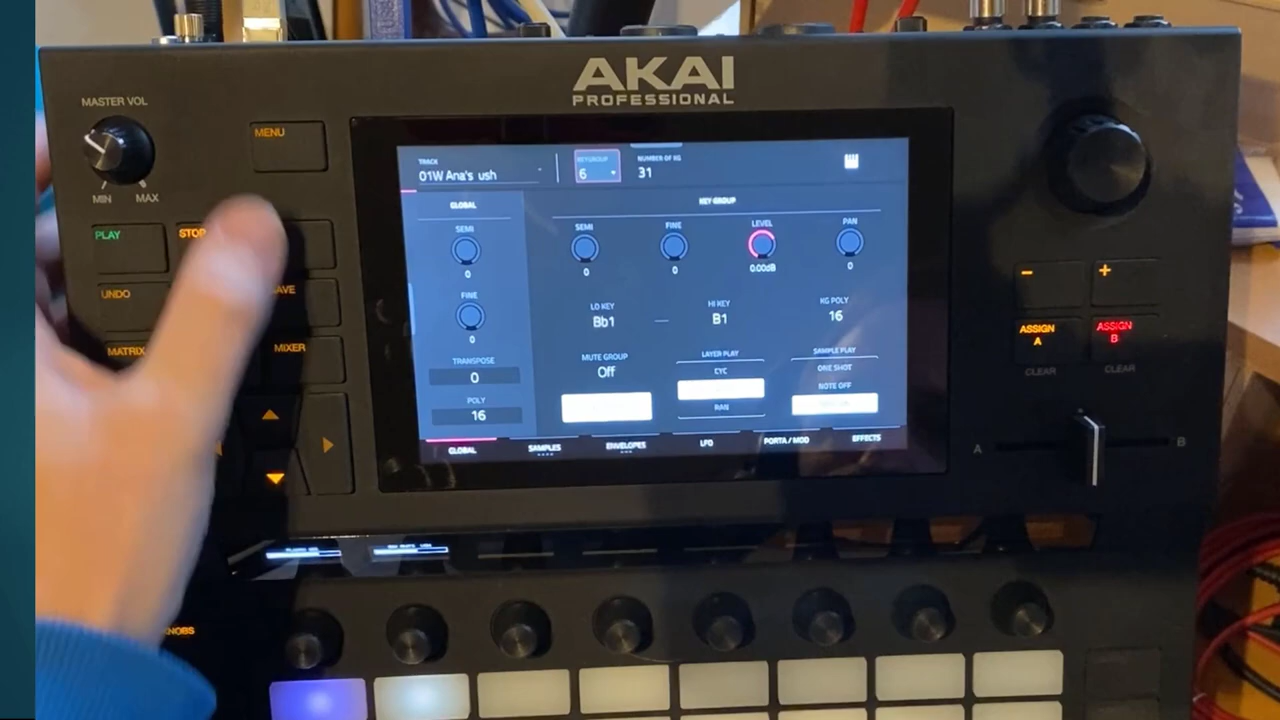 AKAI
PROFESSIONAL
MASTER VOL
MENU
MIN MAX
PLAY STOP
UNDO
MATRIX MIXER
TRACK
01W Ana's ush
KEYGROUP
6
NUMBER OF KG
31
GLOBAL
SEMI
0
FINE
0
TRANSPOSE
0
POLY
16
KEY GROUP
SEMI FINE LEVEL PAN
0 0 0.00dB 0
LO KEY HI KEY KG POLY
Bb1 — B1 16
MUTE GROUP
Off
LAYER PLAY
CYC
RAN
SAMPLE PLAY
ONE SHOT
NOTE OFF
GLOBAL SAMPLES ENVELOPES LFO PORTA / MOD EFFECTS
- +
ASSIGN A ASSIGN B
CLEAR CLEAR
A B